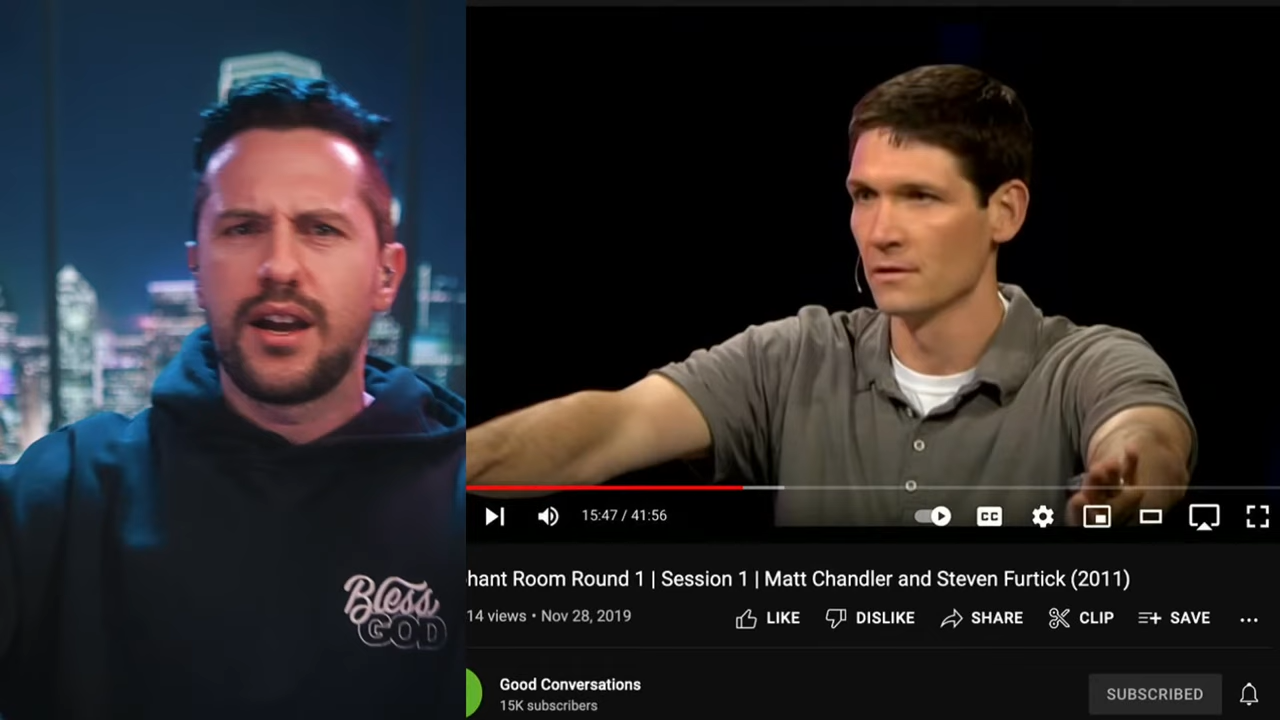 Bless
GOD
15:47 / 41:56
CC
hant Room Round 1 | Session 1 | Matt Chandler and Steven Furtick (2011)
14 views • Nov 28, 2019
LIKE
DISLIKE
SHARE
CLIP
SAVE
Good Conversations
15K subscribers
SUBSCRIBED